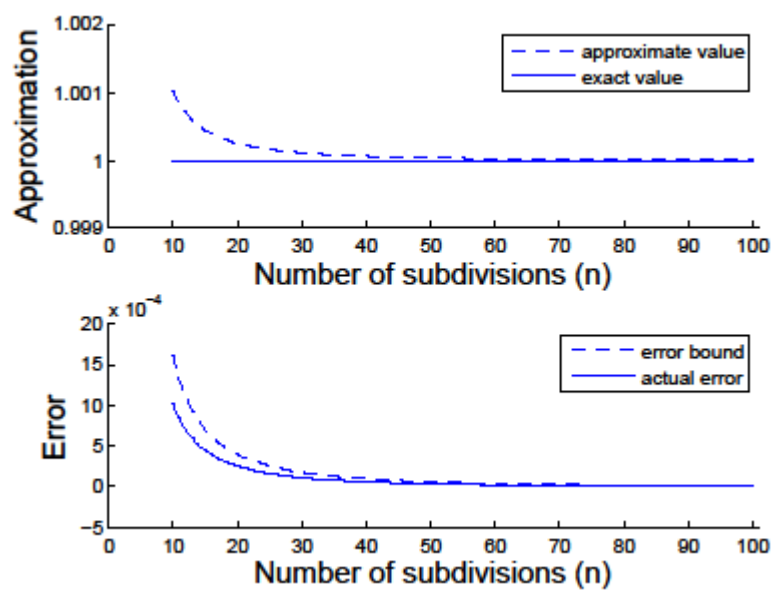 1.002
1.001
1
0.999
Approximation
approximate value
exact value
0 10 20 30 40 50 60 70 80 90 100
Number of subdivisions (n)
x 10⁻⁴
20
15
10
5
0
−5
Error
error bound
actual error
0 10 20 30 40 50 60 70 80 90 100
Number of subdivisions (n)